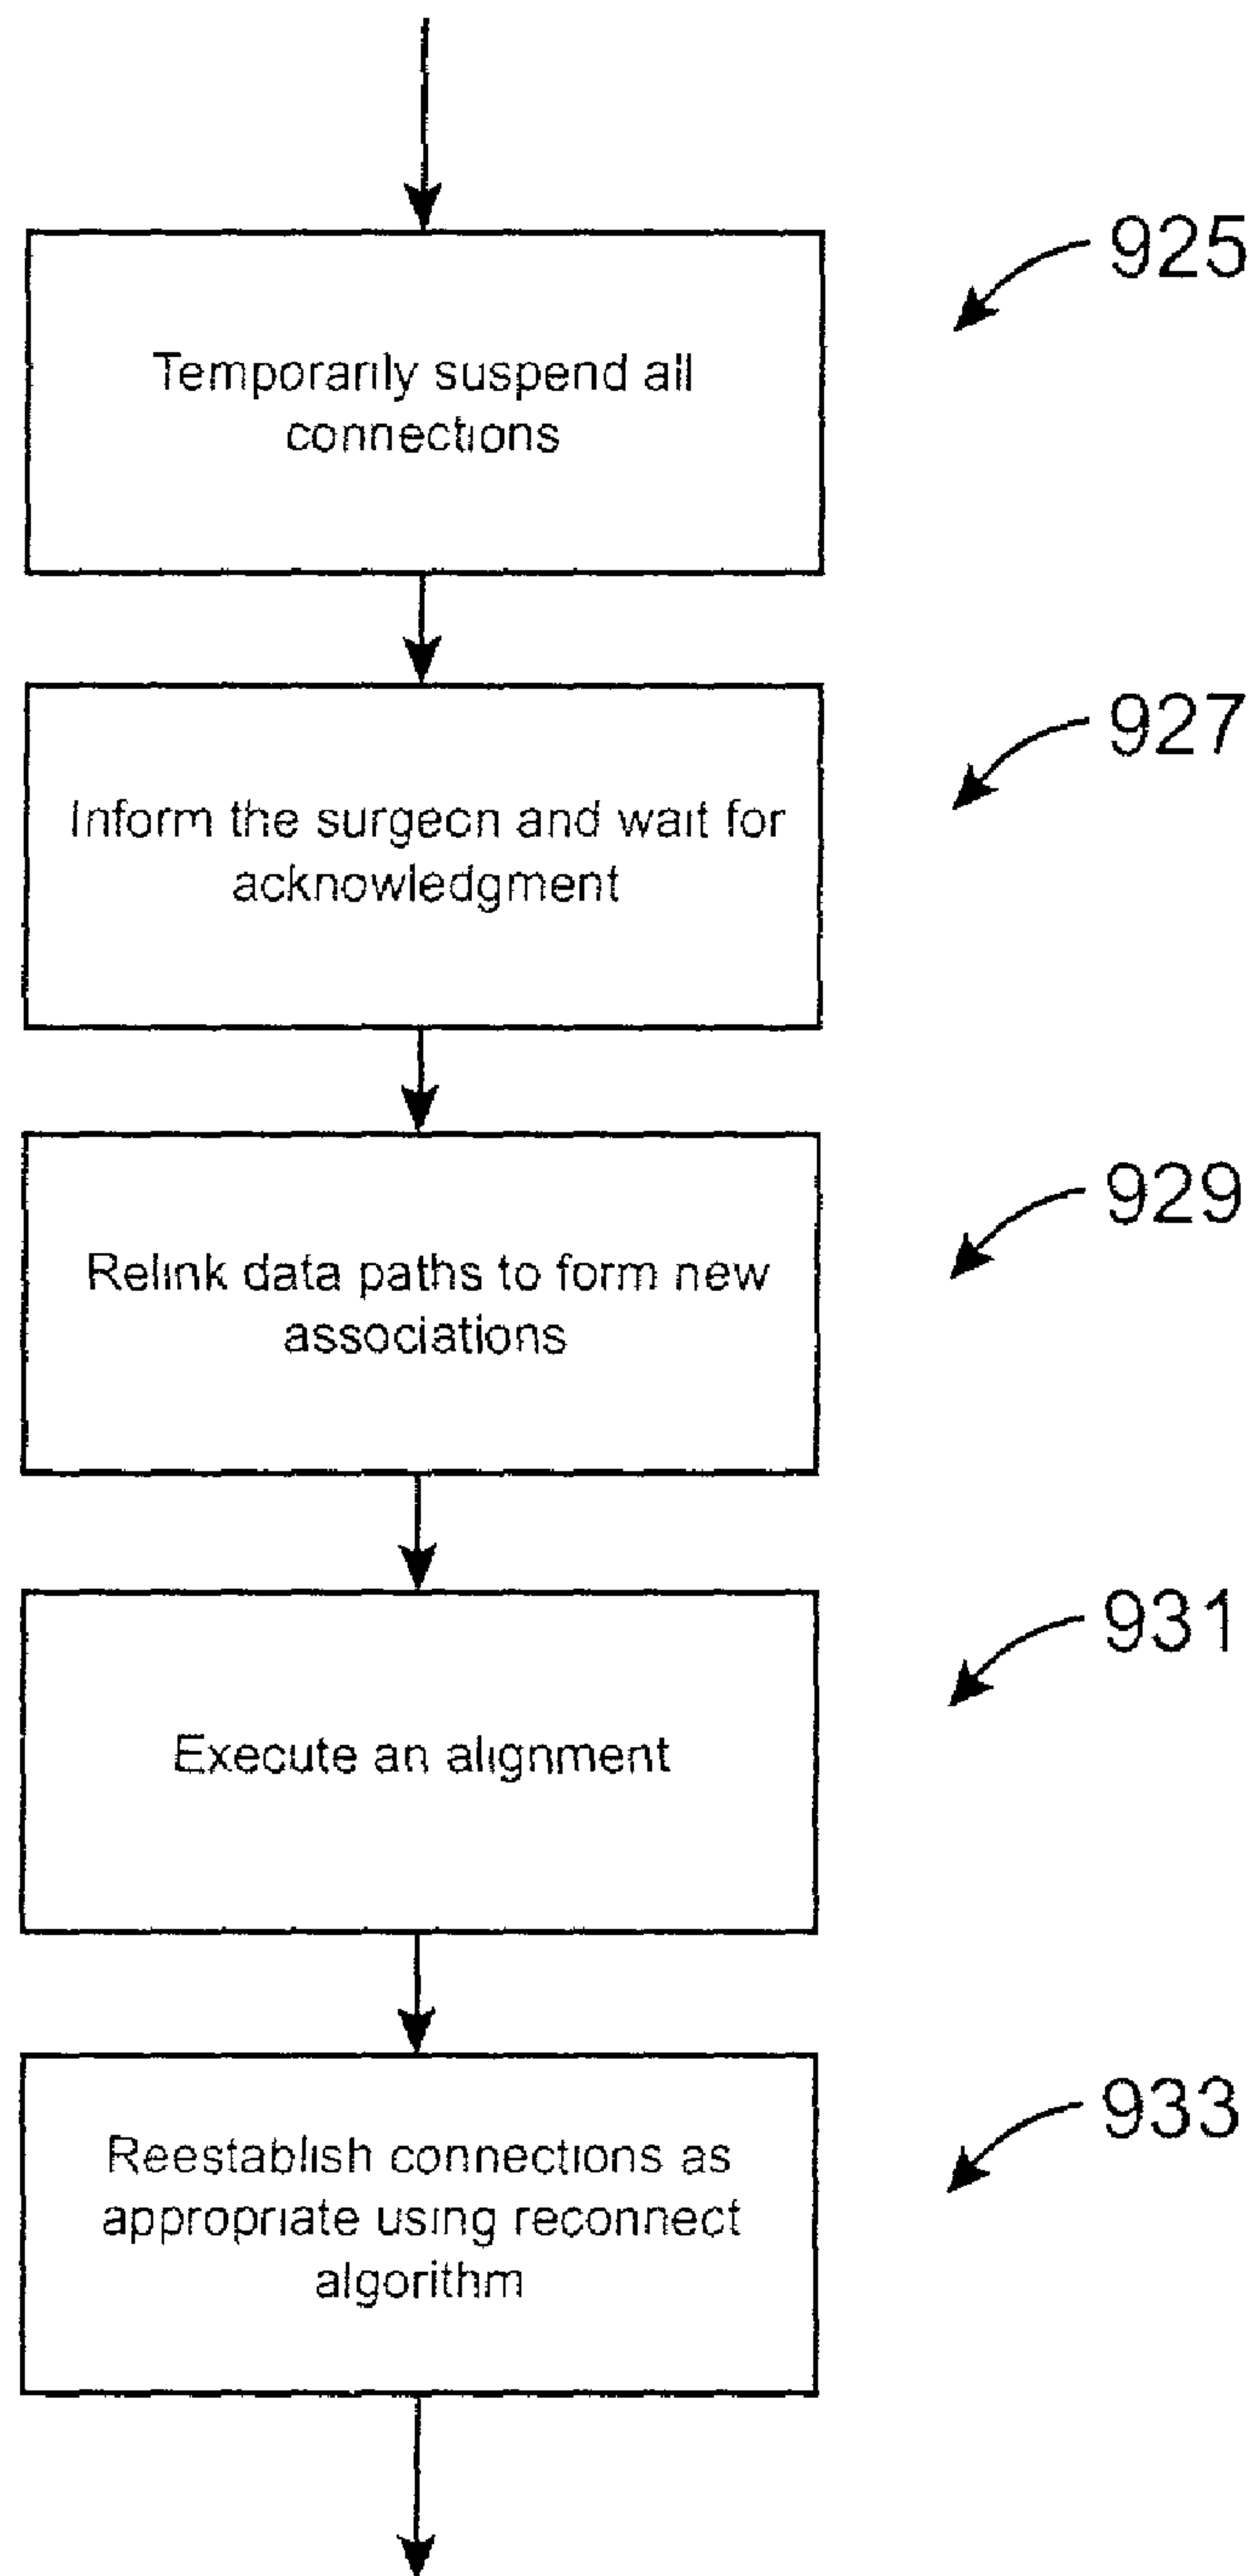 925
Temporarily suspend all
connections
927
Inform the surgeon and wait for
acknowledgment
929
Relink data paths to form new
associations
931
Execute an alignment
933
Reestablish connections as
appropriate using reconnect
algorithm